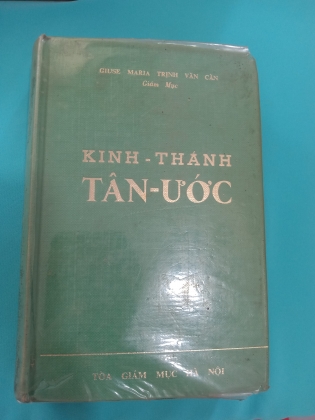 GIUSE MARIA TRỊNH VĂN CĂN
Giám Mục
KINH - THÁNH
TÂN-ƯỚC
TÒA GIÁM MỤC HÀ NỘI